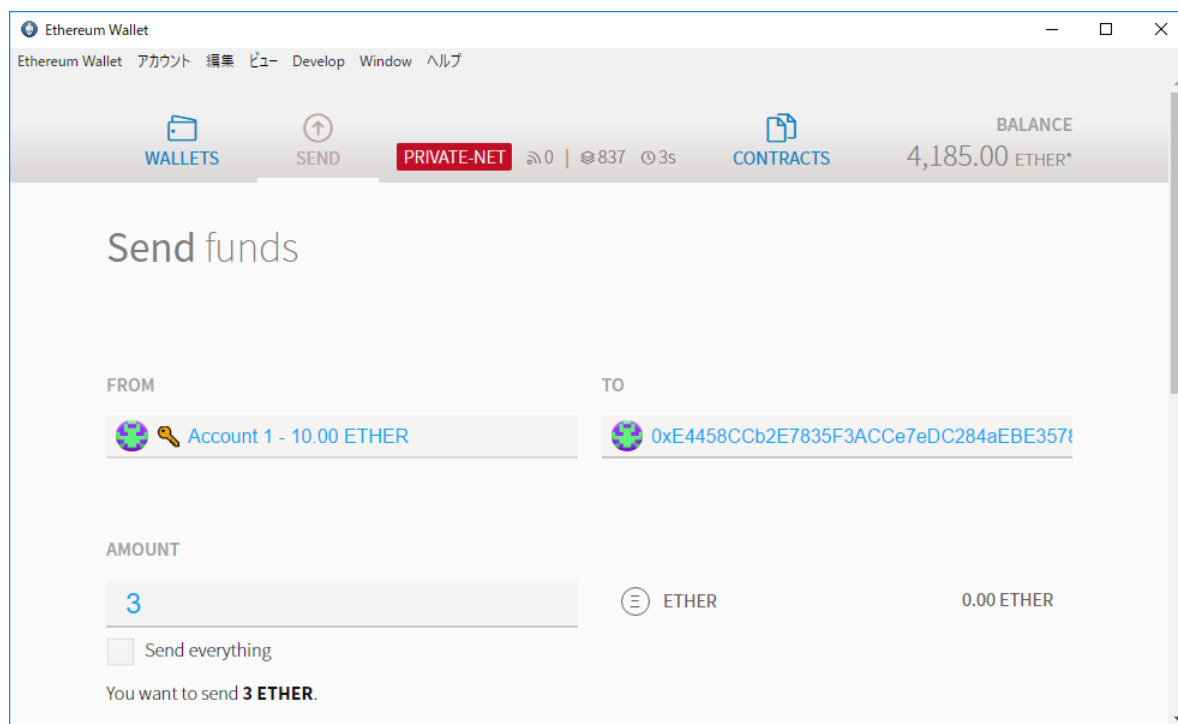 Ethereum Wallet
Ethereum Wallet アカウント 編集 ビュー Develop Window ヘルプ
WALLETS
SEND
PRIVATE-NET 0 | 837 3s
CONTRACTS
BALANCE
4,185.00 ETHER*
Send funds
FROM
TO
Account 1 - 10.00 ETHER
0xE4458CCb2E7835F3ACCe7eDC284aEBE3578
AMOUNT
3
Ξ ETHER
0.00 ETHER
Send everything
You want to send 3 ETHER.